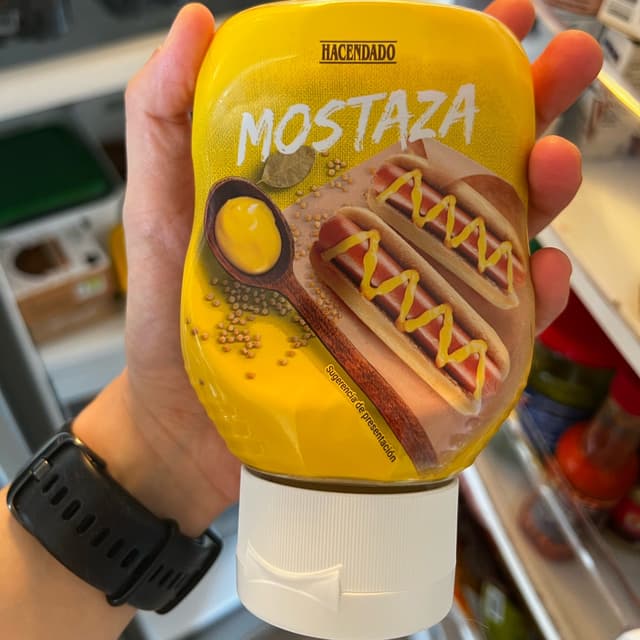 HACENDADO
MOSTAZA
Sugerencia de presentación